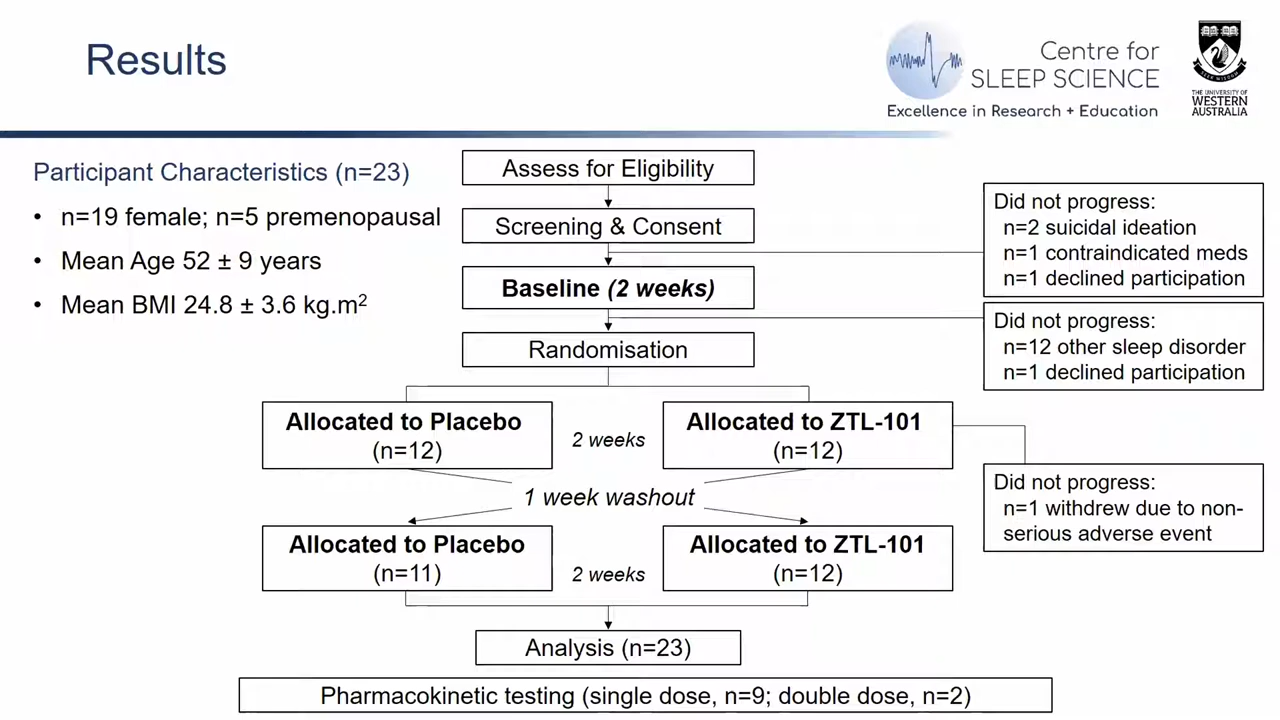 Results
Centre for
SLEEP SCIENCE
Excellence in Research + Education
THE UNIVERSITY OF
WESTERN
AUSTRALIA
Participant Characteristics (n=23)
• n=19 female; n=5 premenopausal
• Mean Age 52 ± 9 years
• Mean BMI 24.8 ± 3.6 kg.m²
Assess for Eligibility
Screening & Consent
Did not progress:
n=2 suicidal ideation
n=1 contraindicated meds
n=1 declined participation
Baseline (2 weeks)
Did not progress:
n=12 other sleep disorder
n=1 declined participation
Randomisation
Allocated to Placebo
(n=12)
2 weeks
Allocated to ZTL-101
(n=12)
Did not progress:
n=1 withdrew due to non-
serious adverse event
1 week washout
Allocated to Placebo
(n=11)
2 weeks
Allocated to ZTL-101
(n=12)
Analysis (n=23)
Pharmacokinetic testing (single dose, n=9; double dose, n=2)